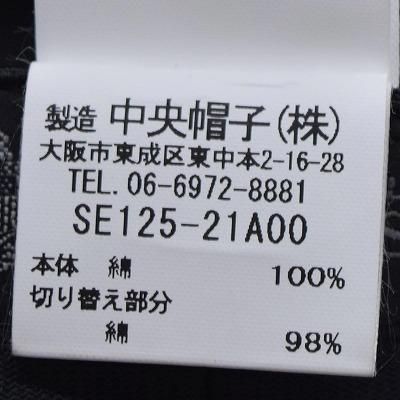 製造 中央帽子(株)
大阪市東成区東中本2-16-28
TEL. 06-6972-8881
SE125-21A00
本体 綿 100%
切り替え部分
綿 98%